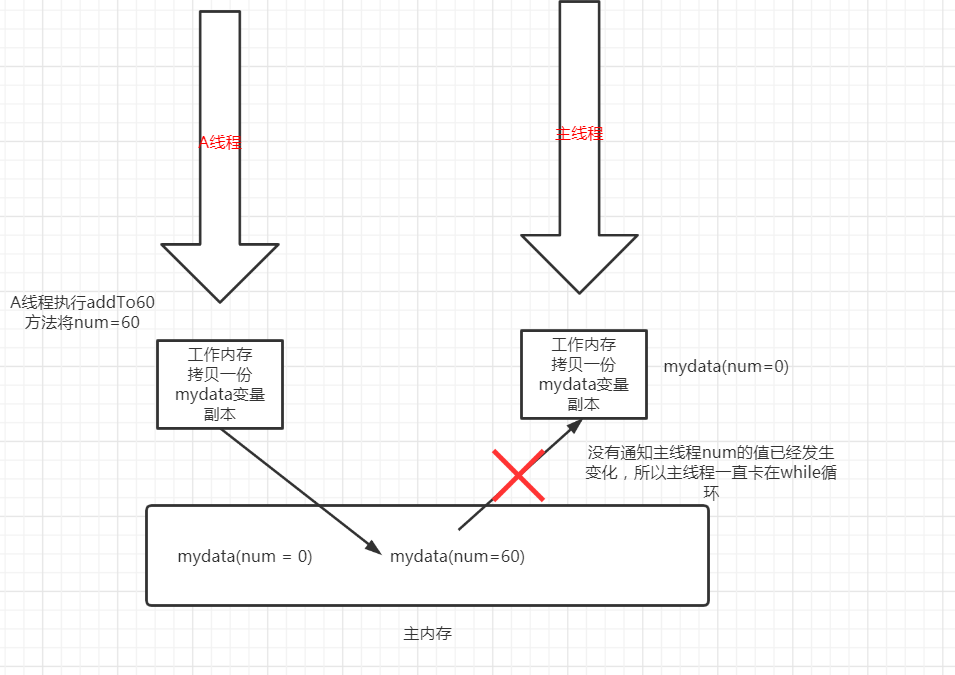 A线程
主线程
A线程执行addTo60
方法将num=60
工作内存
拷贝一份
mydata变量
副本
工作内存
拷贝一份
mydata变量
副本
mydata(num=0)
没有通知主线程num的值已经发生
变化，所以主线程一直卡在while循
环
mydata(num = 0)
mydata(num=60)
主内存